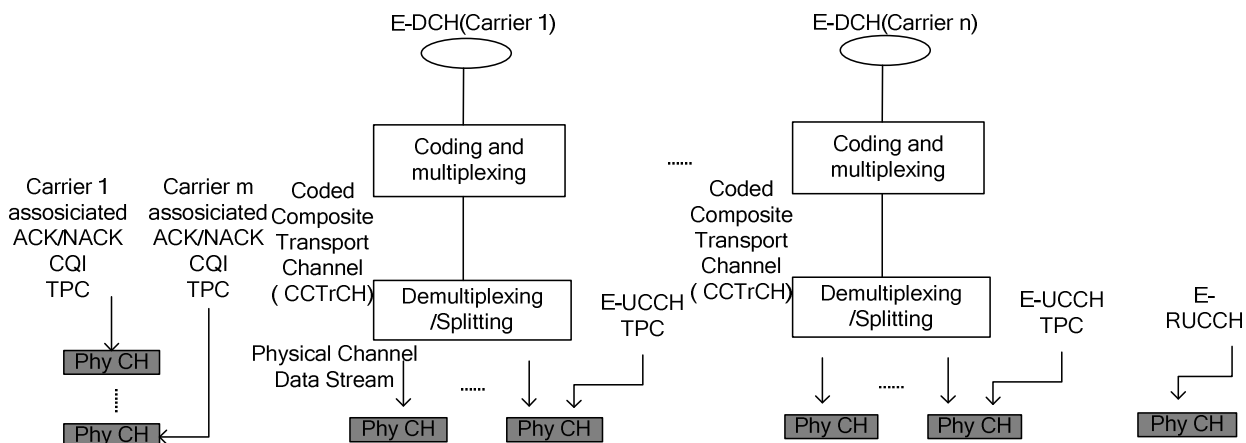 E-DCH(Carrier 1)
E-DCH(Carrier n)
Coding and
multiplexing
......
Coding and
multiplexing
Carrier 1
assosiciated
ACK/NACK
CQI
TPC
Carrier m
assosiciated
ACK/NACK
CQI
TPC
Coded
Composite
Transport
Channel
( CCTrCH)
Coded
Composite
Transport
Channel
( CCTrCH)
Demultiplexing
/Splitting
E-UCCH
TPC
Demultiplexing
/Splitting
E-UCCH
TPC
E-
RUCCH
Phy CH
......
Phy CH
Physical Channel
Data Stream
......
Phy CH
Phy CH
......
Phy CH
Phy CH
Phy CH